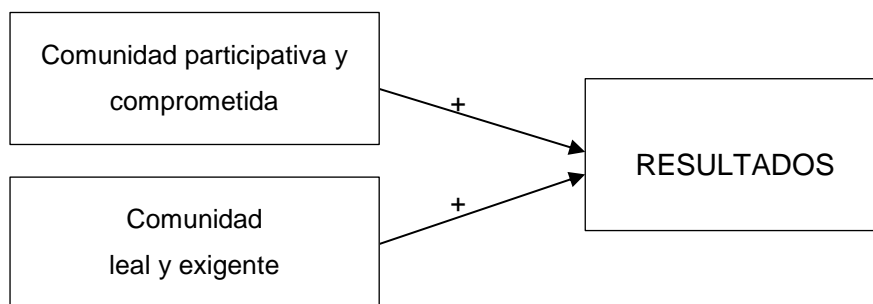 Comunidad participativa y
comprometida
+
RESULTADOS
+
Comunidad
leal y exigente